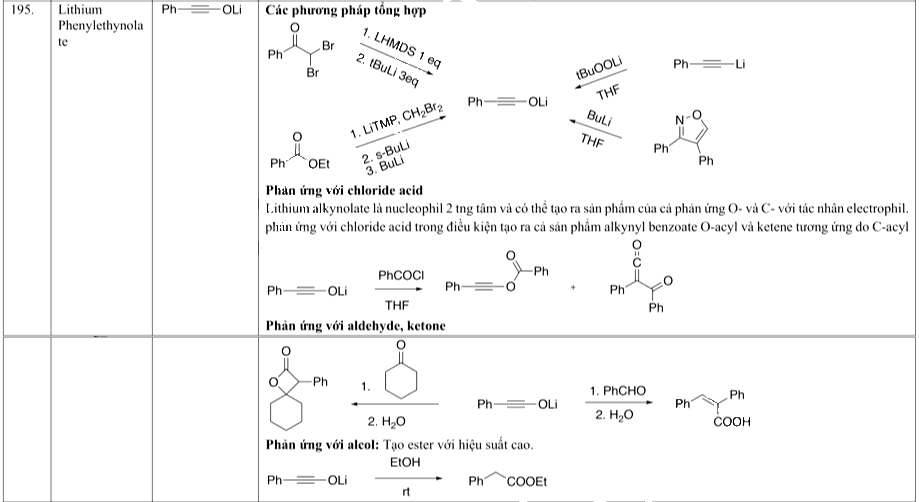 195. Lithium Phenylethynola te
Ph OLi
Các phương pháp tổng hợp
O
Ph Br
Br
1. LHMDS 1 eq
2. tBuLi 3eq
tBuOOLi
THF
Ph Li
Ph OLi
O
Ph OEt
1. LiTMP, CH2Br2
2. s-BuLi
3. BuLi
BuLi
THF
N-O
Ph
Ph
Phản ứng với chloride acid
Lithium alkynolate là nucleophil 2 tng tâm và có thể tạo ra sản phẩm của cả phản ứng O- và C- với tác nhân electrophil.
phản ứng với chloride acid trong điều kiện tạo ra cả sản phẩm alkynyl benzoate O-acyl và ketene tương ứng do C-acyl
Ph OLi
PhCOCl
THF
Ph O
O Ph
+
O
C
Ph O
Ph
Phản ứng với aldehyde, ketone
O
O Ph
1.
O
2. H2O
Ph OLi
1. PhCHO
2. H2O
Ph Ph
COOH
Phản ứng với alcol: Tạo ester với hiệu suất cao.
Ph OLi
EtOH
rt
Ph COOEt